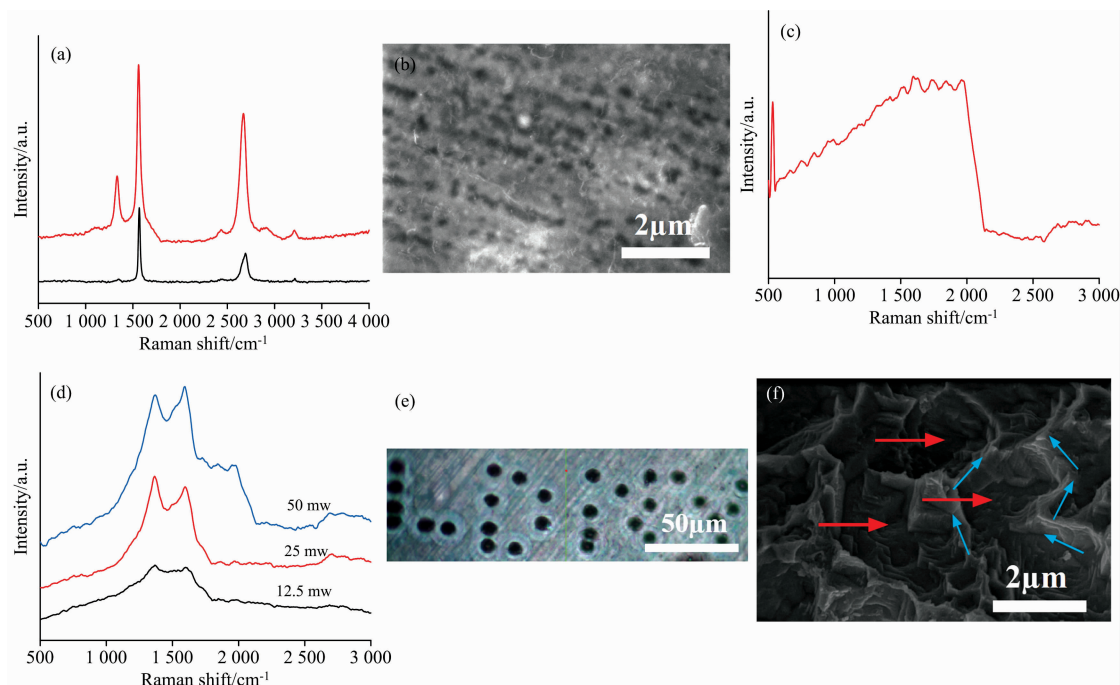 (a)
Intensity/a.u.
500 1 000 1 500 2 000 2 500 3 000 3 500 4 000
Raman shift/cm-1
(b)
2μm
(c)
Intensity/a.u.
500 1 000 1 500 2 000 2 500 3 000
Raman shift/cm-1
(d)
Intensity/a.u.
50 mw
25 mw
12.5 mw
500 1 000 1 500 2 000 2 500 3 000
Raman shift/cm-1
(e)
50μm
(f)
2μm